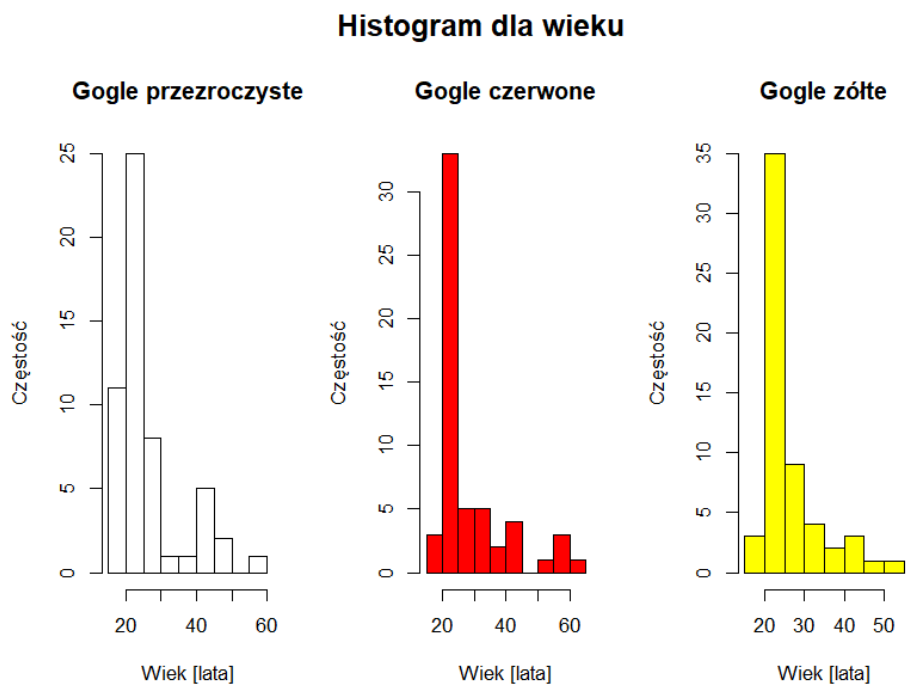 Histogram dla wieku
Gogle przezroczyste
Gogle czerwone
Gogle zółte
Częstość
0 5 10 15 20 25
20 40 60
Wiek [lata]
Częstość
0 5 10 15 20 25 30
20 40 60
Wiek [lata]
Częstość
0 5 10 15 20 25 30 35
20 30 40 50
Wiek [lata]